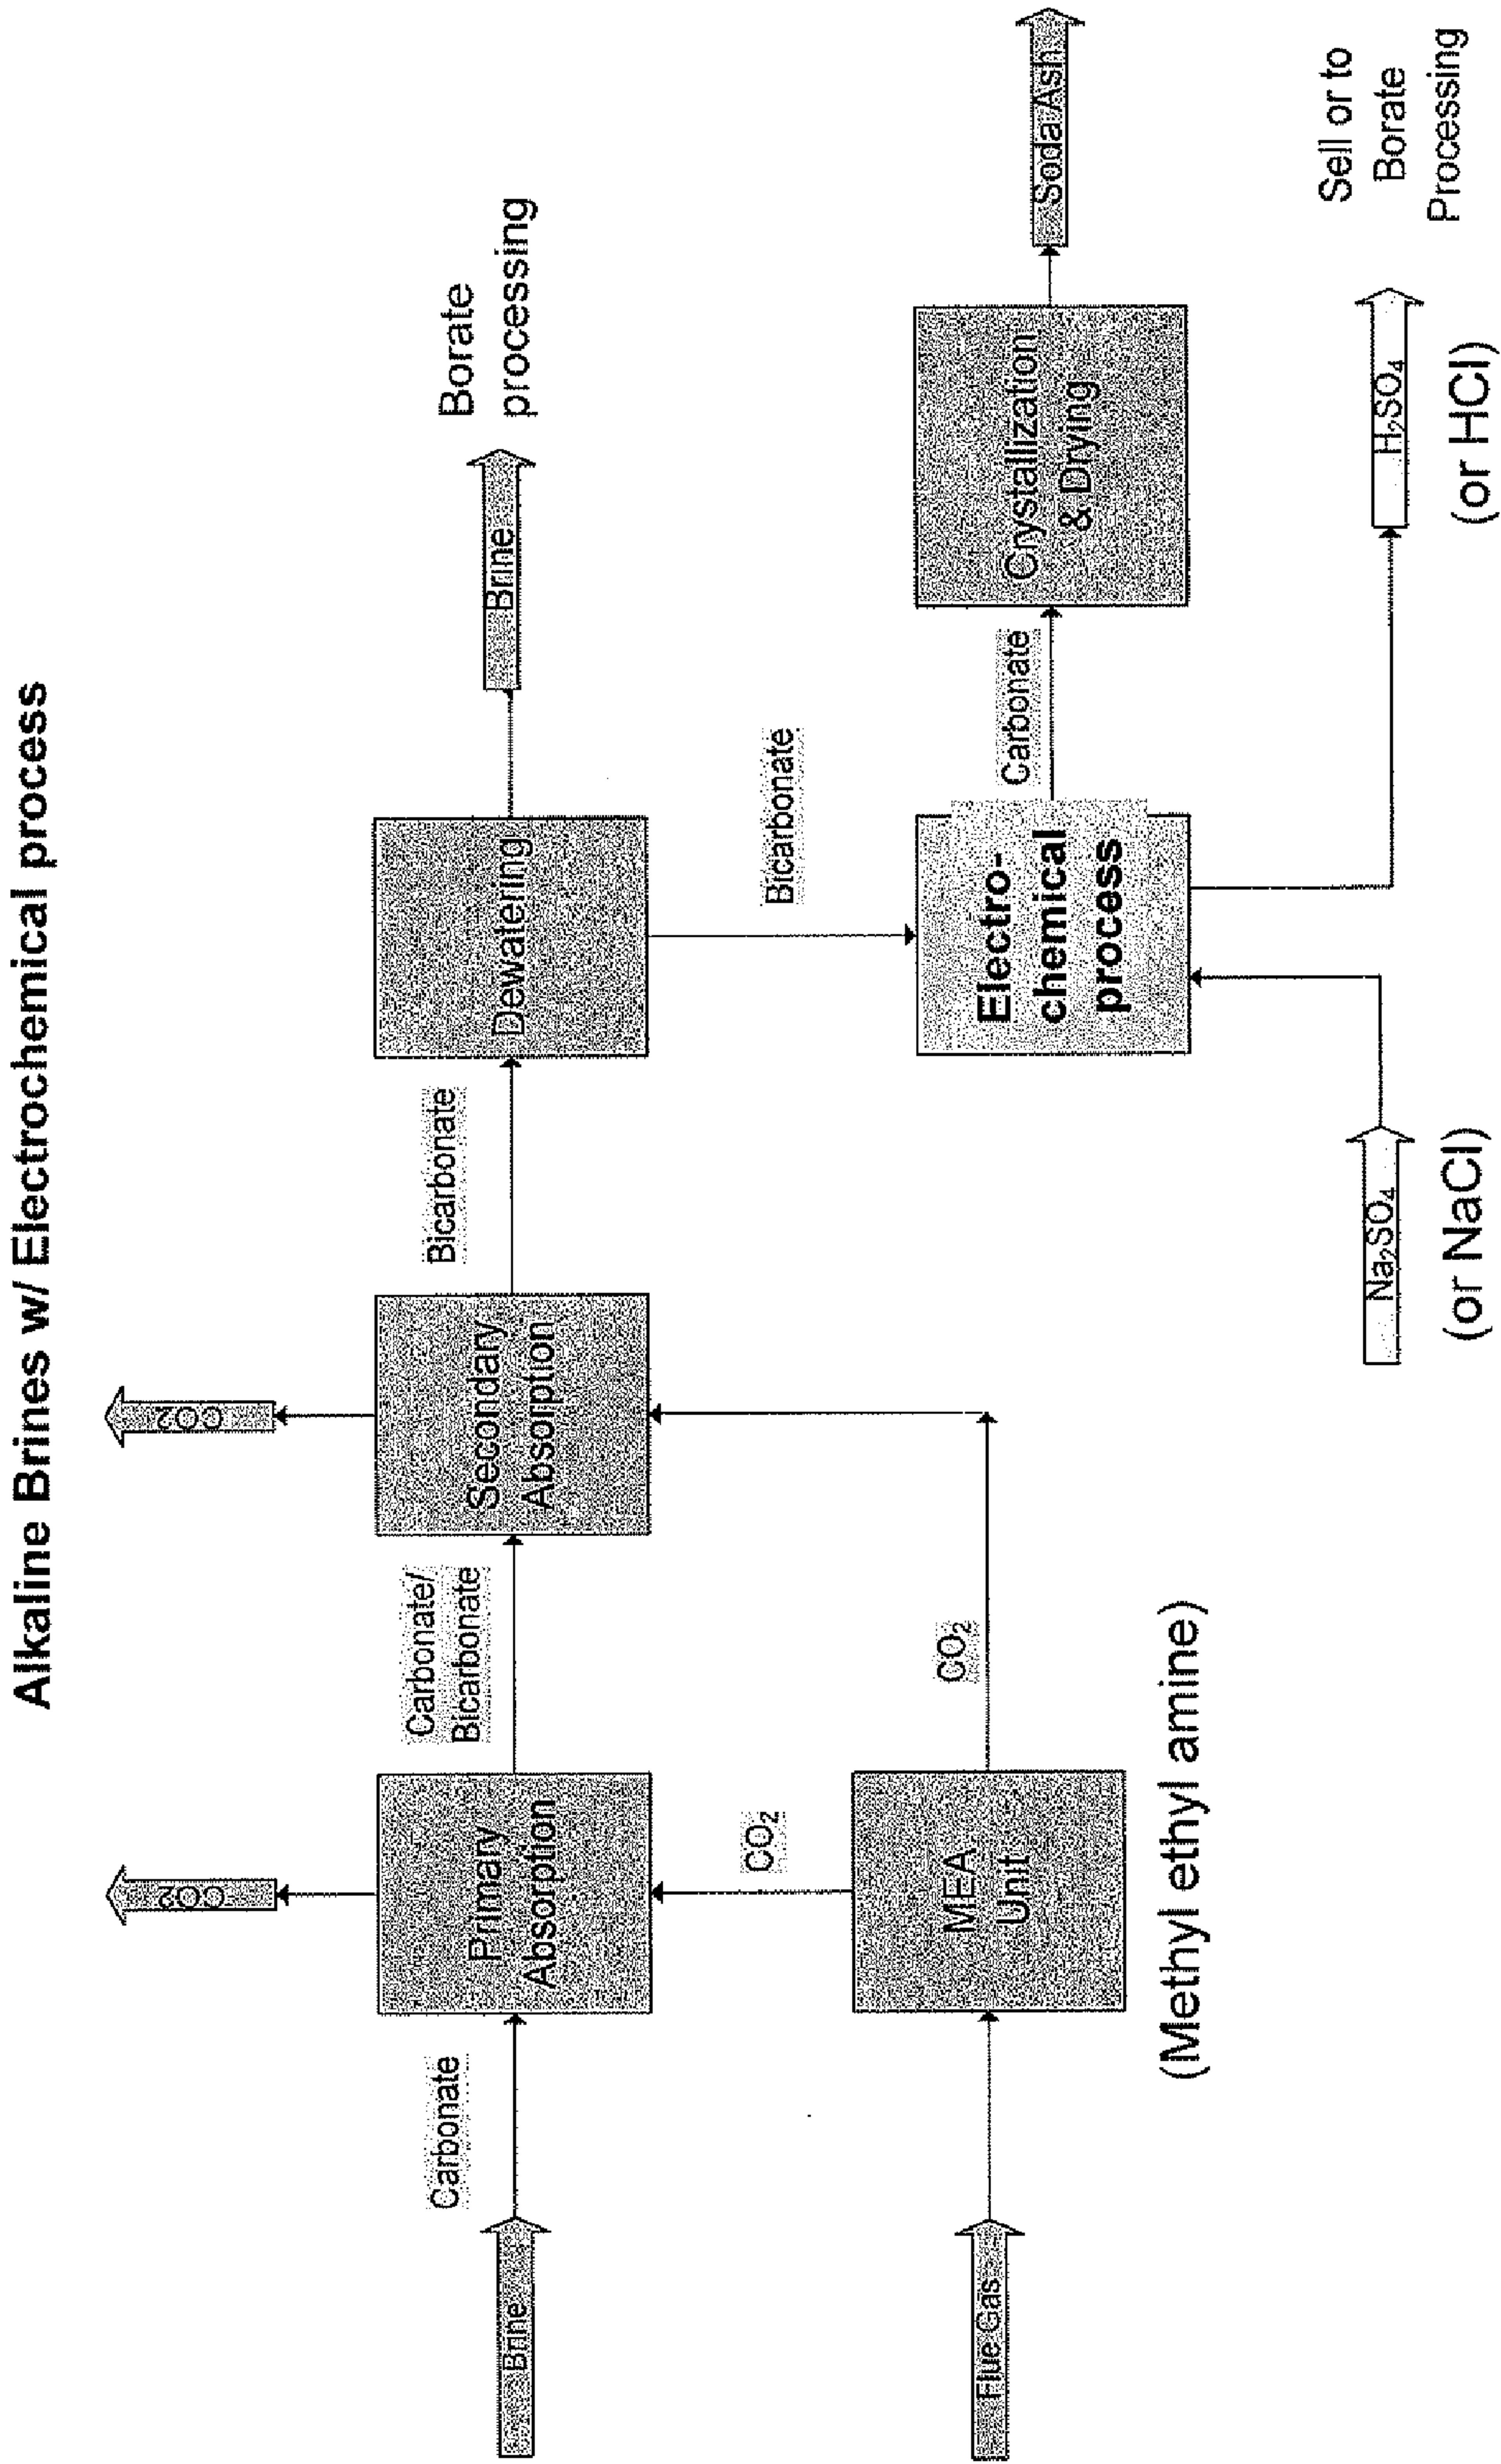 Alkaline Brines w/ Electrochemical process
CO2
CO2
Brine
Carbonate
Primary
Absorption
Carbonate/
Bicarbonate
Secondary
Absorption
Bicarbonate
Dewatering
Brine
Borate
processing
CO₂
CO₂
Bicarbonate
Flue Gas
MEA
Unit
(Methyl ethyl amine)
Electro-
chemical
process
Carbonate
Crystallization
& Drying
Soda Ash
Na₂SO₄
(or NaCl)
H₂SO₄
(or HCl)
Sell or to
Borate
Processing